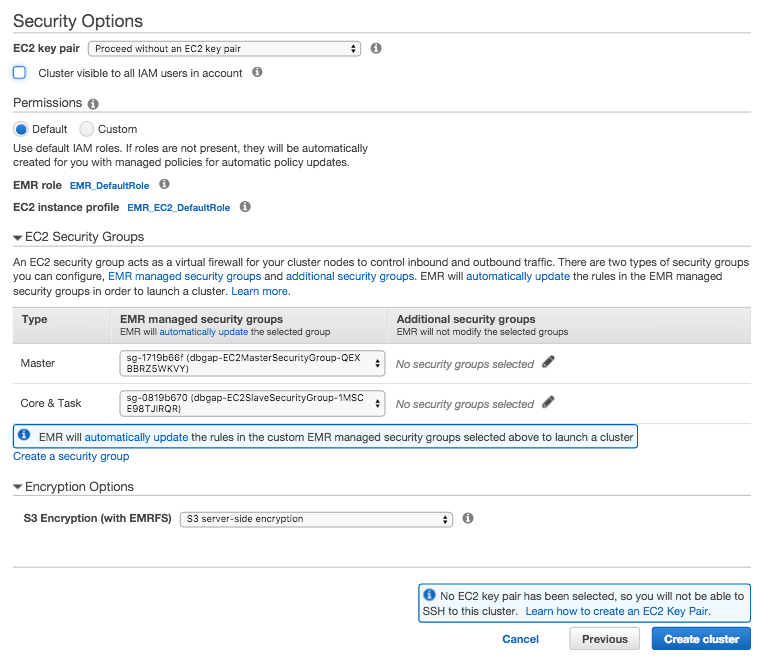 Security Options
EC2 key pair Proceed without an EC2 key pair
Cluster visible to all IAM users in account
Permissions
Default Custom
Use default IAM roles. If roles are not present, they will be automatically
created for you with managed policies for automatic policy updates.
EMR role EMR_DefaultRole
EC2 instance profile EMR_EC2_DefaultRole
EC2 Security Groups
An EC2 security group acts as a virtual firewall for your cluster nodes to control inbound and outbound traffic. There are two types of security groups
you can configure, EMR managed security groups and additional security groups. EMR will automatically update the rules in the EMR managed
security groups in order to launch a cluster. Learn more.
Type EMR managed security groups Additional security groups
EMR will automatically update the selected group EMR will not modify the selected groups
Master sg-1719b66f (dbgap-EC2MasterSecurityGroup-QEX
BBRZ5WKVY) No security groups selected
Core & Task sg-0819b670 (dbgap-EC2SlaveSecurityGroup-1MSC
E98TJIRQR) No security groups selected
EMR will automatically update the rules in the custom EMR managed security groups selected above to launch a cluster
Create a security group
Encryption Options
S3 Encryption (with EMRFS) S3 server-side encryption
No EC2 key pair has been selected, so you will not be able to
SSH to this cluster. Learn how to create an EC2 Key Pair.
Cancel Previous Create cluster